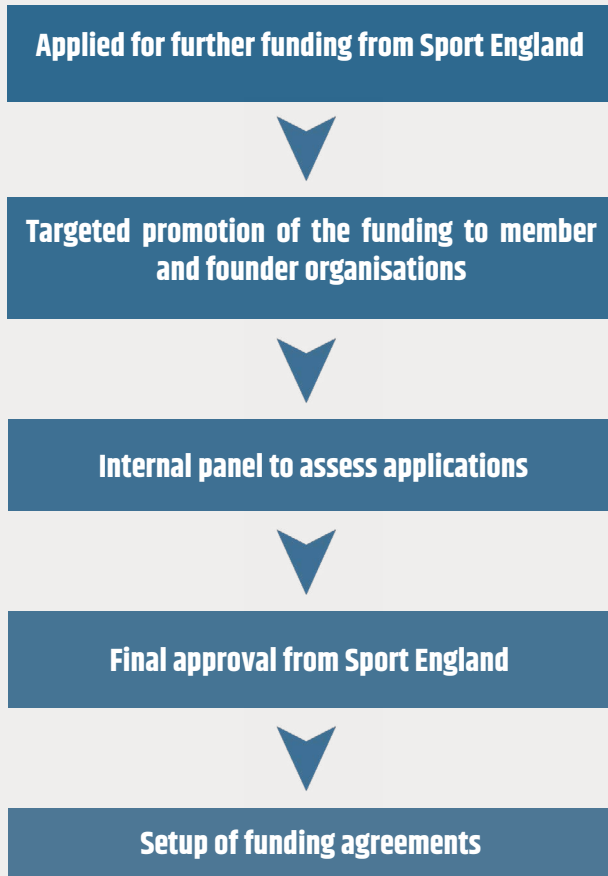 Applied for further funding from Sport England
Targeted promotion of the funding to member
and founder organisations
Internal panel to assess applications
Final approval from Sport England
Setup of funding agreements